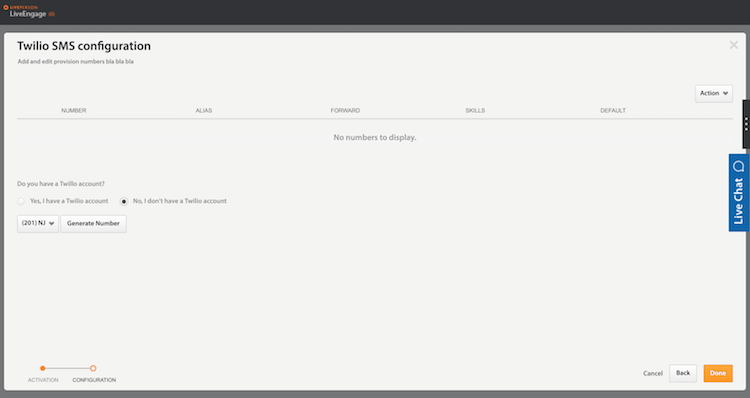 LIVEPERSON
LiveEngage
Twilio SMS configuration
Add and edit provision numbers bla bla bla
Action
NUMBER ALIAS FORWARD SKILLS DEFAULT
No numbers to display.
Live Chat
Do you have a Twilio account?
Yes, I have a Twilio account No, I don't have a Twilio account
(201) NJ Generate Number
ACTIVATION CONFIGURATION
Cancel Back Done